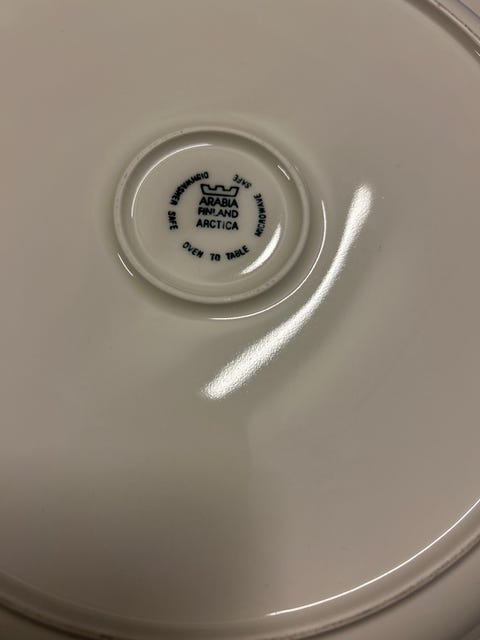 ARABIA
FINLAND
ARCTICA
DISHWASHER SAFE
OVEN TO TABLE
MICROWAVE SAFE